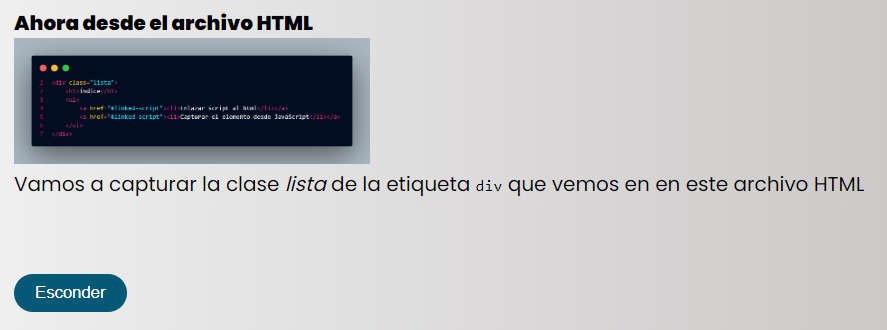 Ahora desde el archivo HTML
1 <div class="lista">
2 <h1>Índice</h1>
3 <ul>
4 <a href="#linked-script"><li>Enlazar script al html</li></a>
5 <a href="#linked-script"><li>Capturar el elemento desde JavaScript</li></a>
6 </ul>
7 </div>
Vamos a capturar la clase lista de la etiqueta div que vemos en en este archivo HTML
Esconder